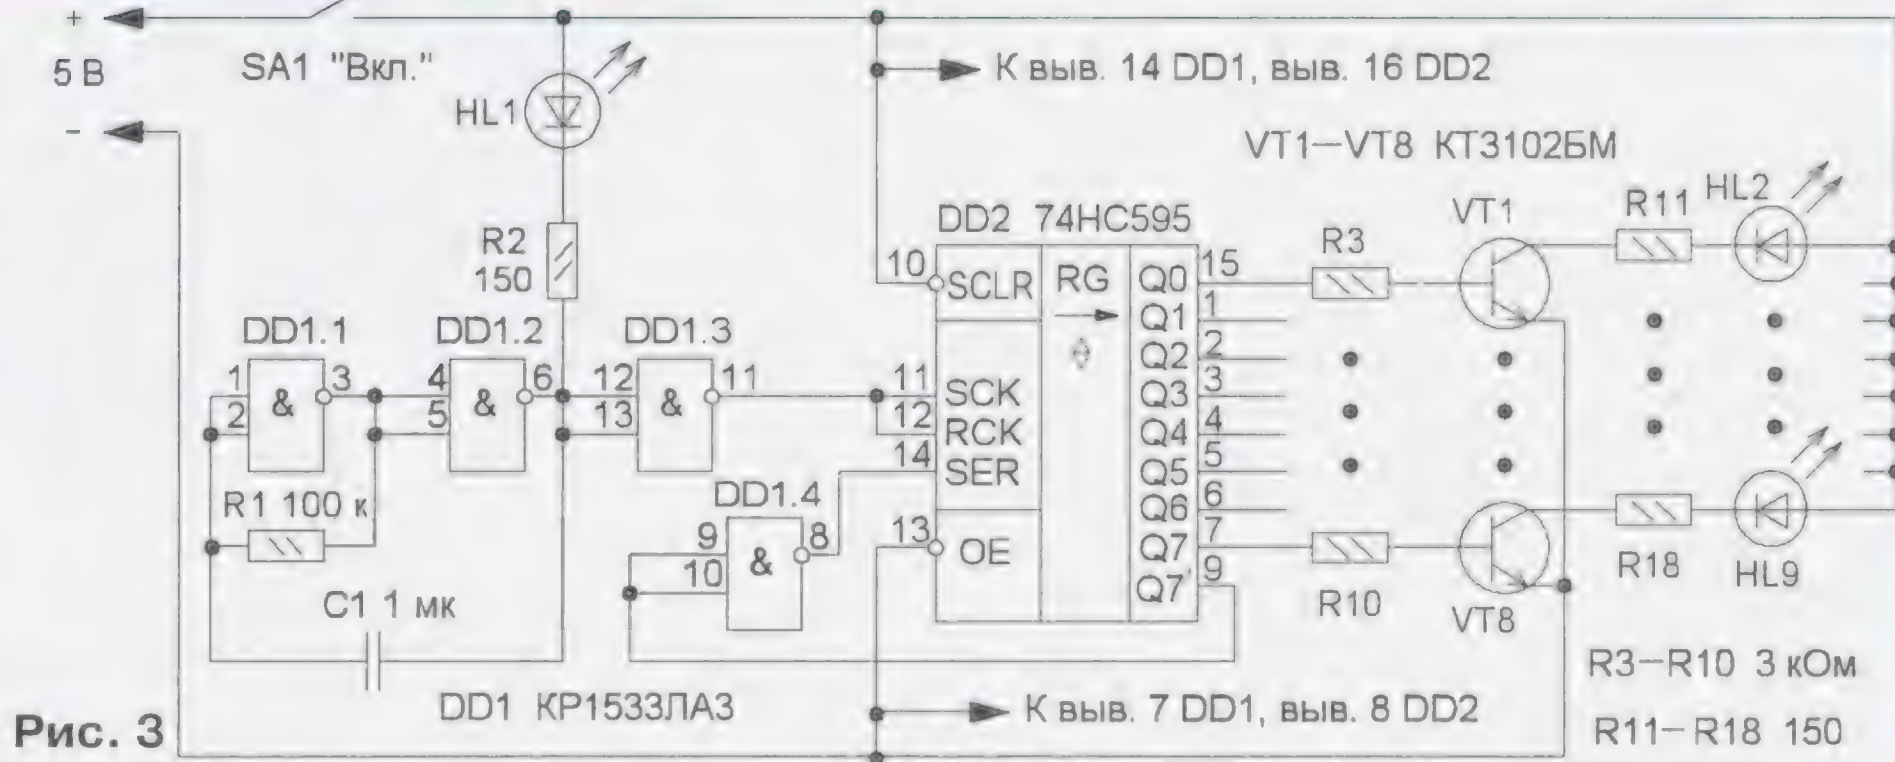 +
5 В
−
SA1 "Вкл."
HL1
R2
150
К выв. 14 DD1, выв. 16 DD2
VT1−VT8 КТ3102БМ
DD2 74HC595
10
SCLR
RG
Q0
15
Q1
1
Q2
2
Q3
3
Q4
4
Q5
5
Q6
6
Q7
7
Q7'
9
11
SCK
12
RCK
14
SER
13
OE
R3
VT1
R11
HL2
DD1.1
1
2
&
3
DD1.2
4
5
&
6
DD1.3
12
13
&
11
R1 100 к
C1 1 мк
DD1.4
9
10
&
8
R10
VT8
R18
HL9
DD1 КР1533ЛА3
К выв. 7 DD1, выв. 8 DD2
R3−R10 3 кОм
R11−R18 150
Рис. 3